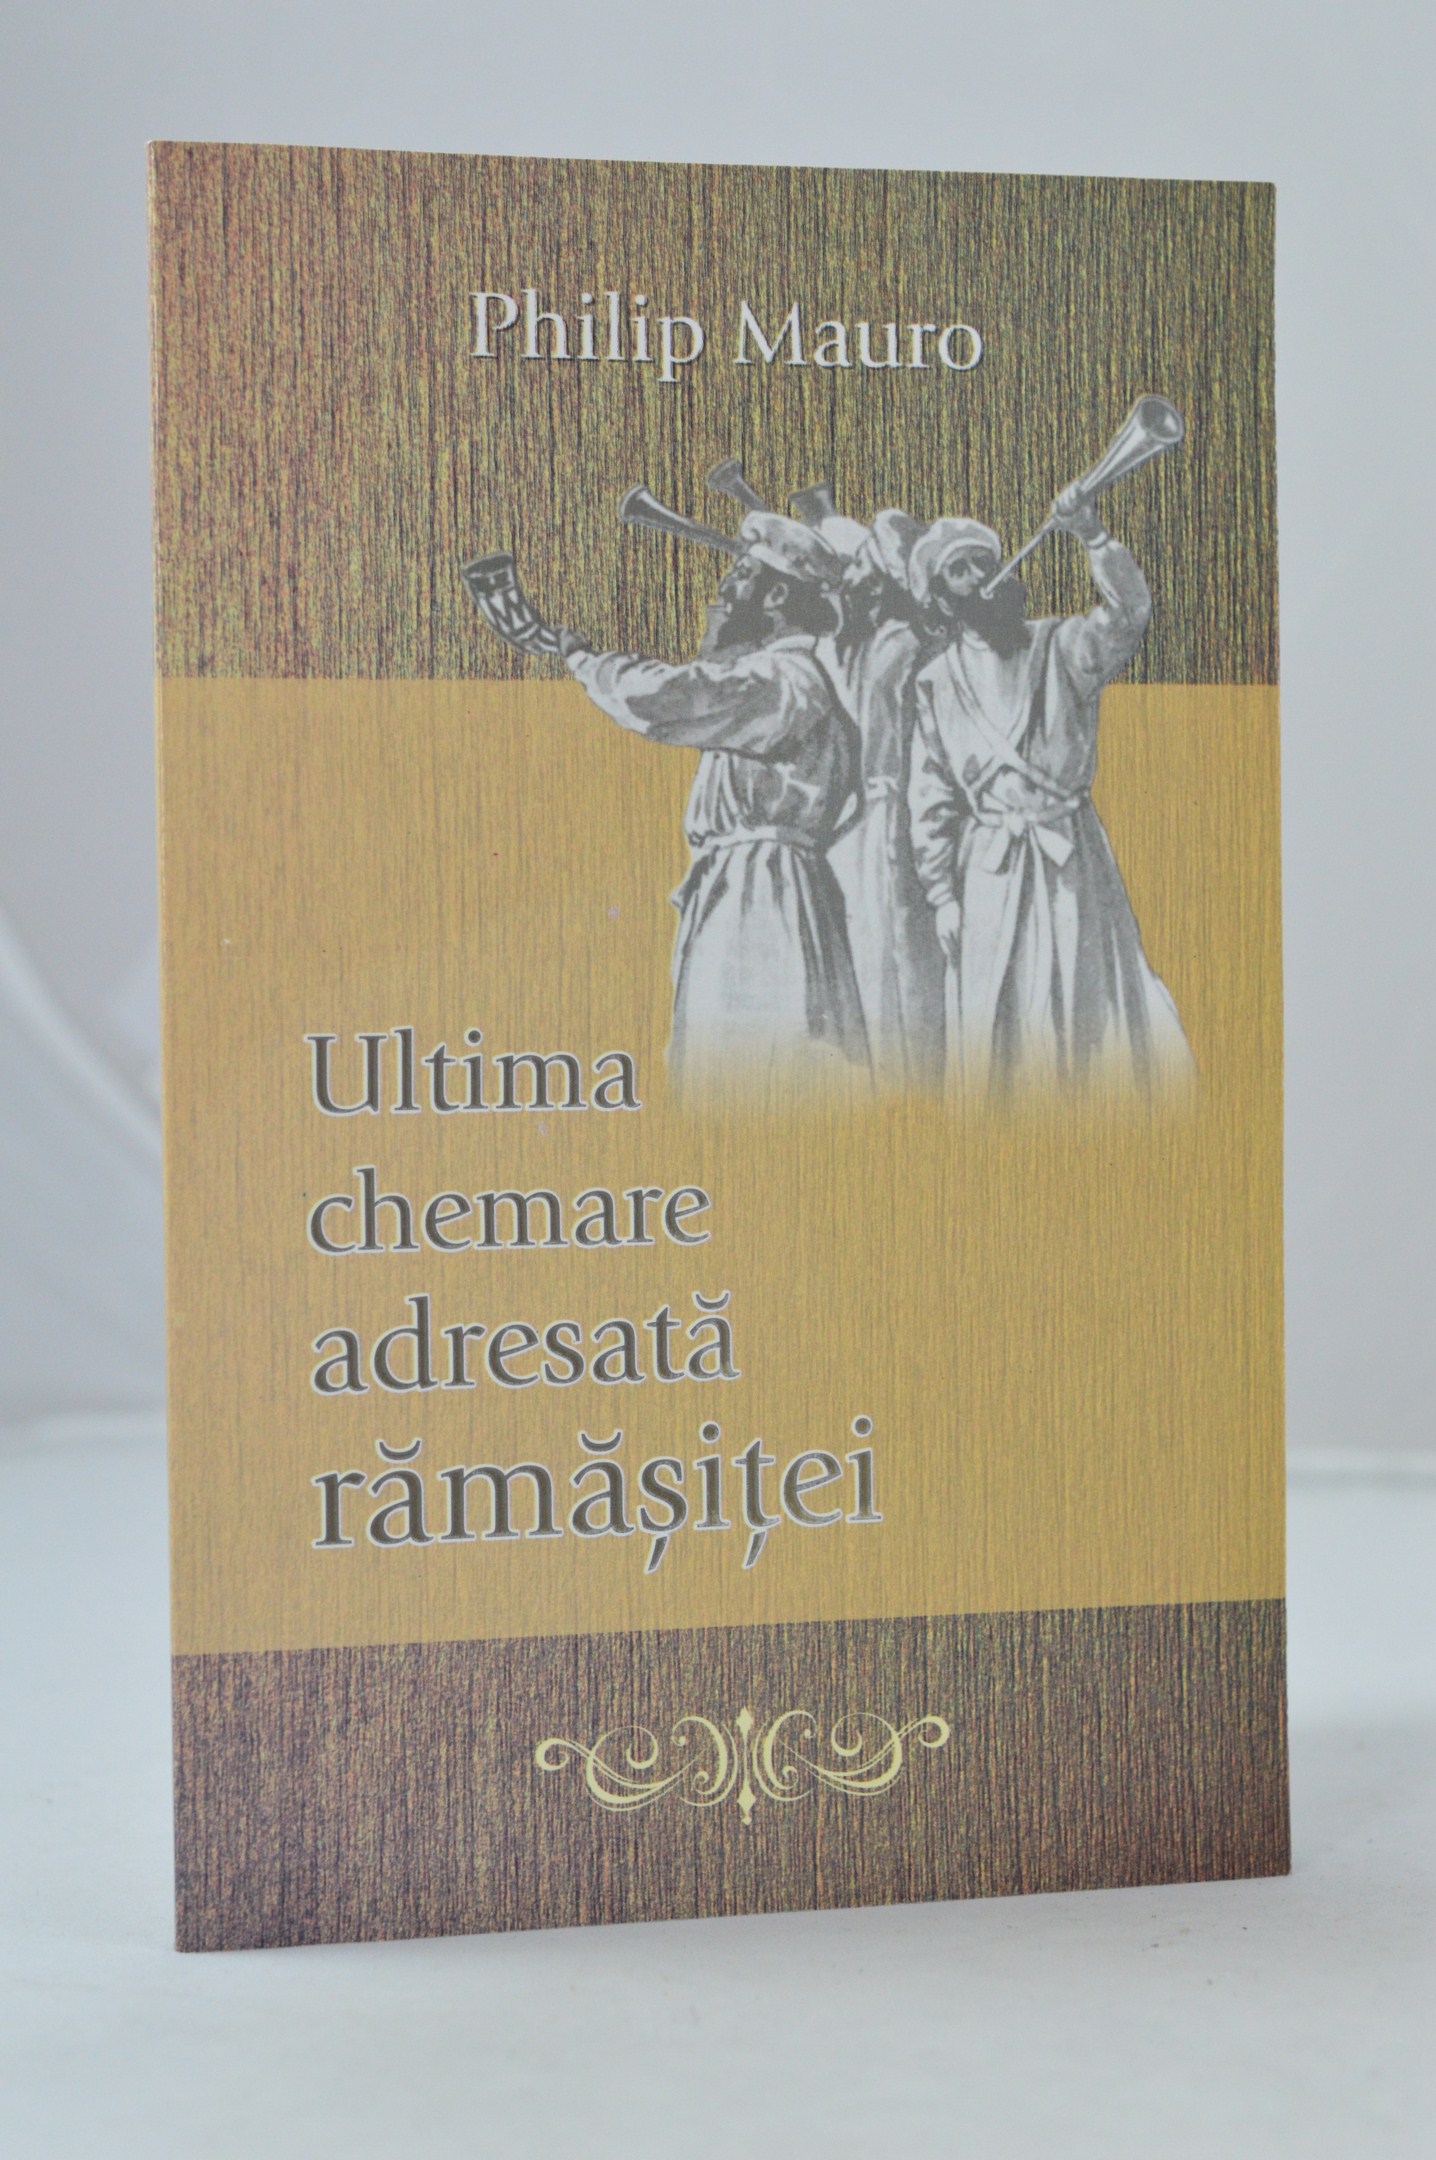 Philip Mauro
Ultima
chemare
adresată
rămășiței